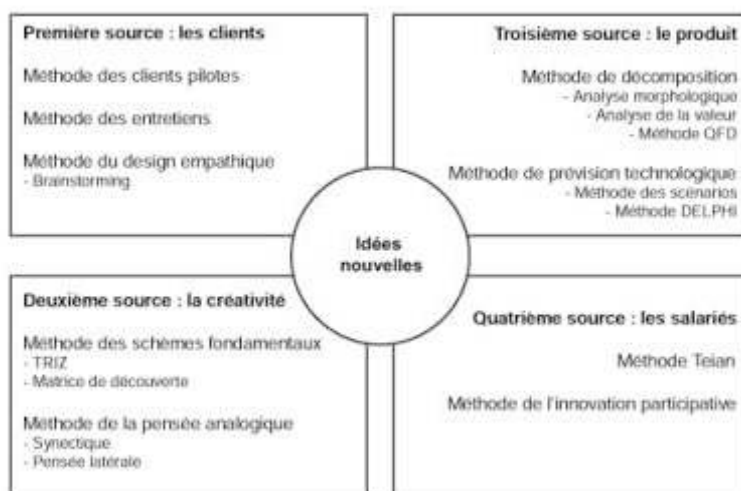 Première source : les clients
Méthode des clients pilotes
Méthode des entretiens
Méthode du design empathique
- Brainstorming
Troisième source : le produit
Méthode de décomposition
- Analyse morphologique
- Analyse de la valeur
- Méthode QFD
Méthode de prévision technologique
- Méthode des scénarios
- Méthode DELPHI
Idées
nouvelles
Deuxième source : la créativité
Méthode des schèmes fondamentaux
- TRIZ
- Matrice de découverte
Méthode de la pensée analogique
- Synectique
- Pensée latérale
Quatrième source : les salariés
Méthode Teian
Méthode de l'innovation participative